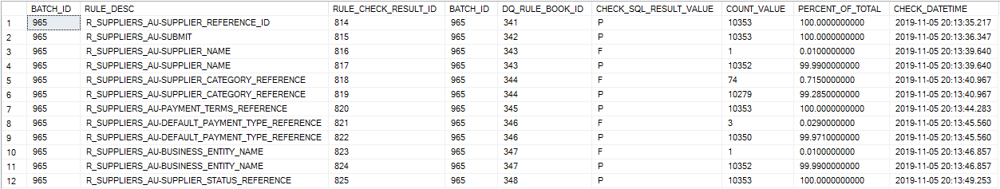 BATCH_ID RULE_DESC RULE_CHECK_RESULT_ID BATCH_ID DQ_RULE_BOOK_ID CHECK_SQL_RESULT_VALUE COUNT_VALUE PERCENT_OF_TOTAL CHECK_DATETIME
1 965 R_SUPPLIERS_AU-SUPPLIER_REFERENCE_ID 814 965 341 P 10353 100.0000000000 2019-11-05 20:13:35.217
2 965 R_SUPPLIERS_AU-SUBMIT 815 965 342 P 10353 100.0000000000 2019-11-05 20:13:36.347
3 965 R_SUPPLIERS_AU-SUPPLIER_NAME 816 965 343 F 1 0.0100000000 2019-11-05 20:13:39.640
4 965 R_SUPPLIERS_AU-SUPPLIER_NAME 817 965 343 P 10352 99.9900000000 2019-11-05 20:13:39.640
5 965 R_SUPPLIERS_AU-SUPPLIER_CATEGORY_REFERENCE 818 965 344 F 74 0.7150000000 2019-11-05 20:13:40.967
6 965 R_SUPPLIERS_AU-SUPPLIER_CATEGORY_REFERENCE 819 965 344 P 10279 99.2850000000 2019-11-05 20:13:40.967
7 965 R_SUPPLIERS_AU-PAYMENT_TERMS_REFERENCE 820 965 345 P 10353 100.0000000000 2019-11-05 20:13:44.283
8 965 R_SUPPLIERS_AU-DEFAULT_PAYMENT_TYPE_REFERENCE 821 965 346 F 3 0.0290000000 2019-11-05 20:13:45.560
9 965 R_SUPPLIERS_AU-DEFAULT_PAYMENT_TYPE_REFERENCE 822 965 346 P 10350 99.9710000000 2019-11-05 20:13:45.560
10 965 R_SUPPLIERS_AU-BUSINESS_ENTITY_NAME 823 965 347 F 1 0.0100000000 2019-11-05 20:13:46.857
11 965 R_SUPPLIERS_AU-BUSINESS_ENTITY_NAME 824 965 347 P 10352 99.9900000000 2019-11-05 20:13:46.857
12 965 R_SUPPLIERS_AU-SUPPLIER_STATUS_REFERENCE 825 965 348 P 10353 100.0000000000 2019-11-05 20:13:49.253